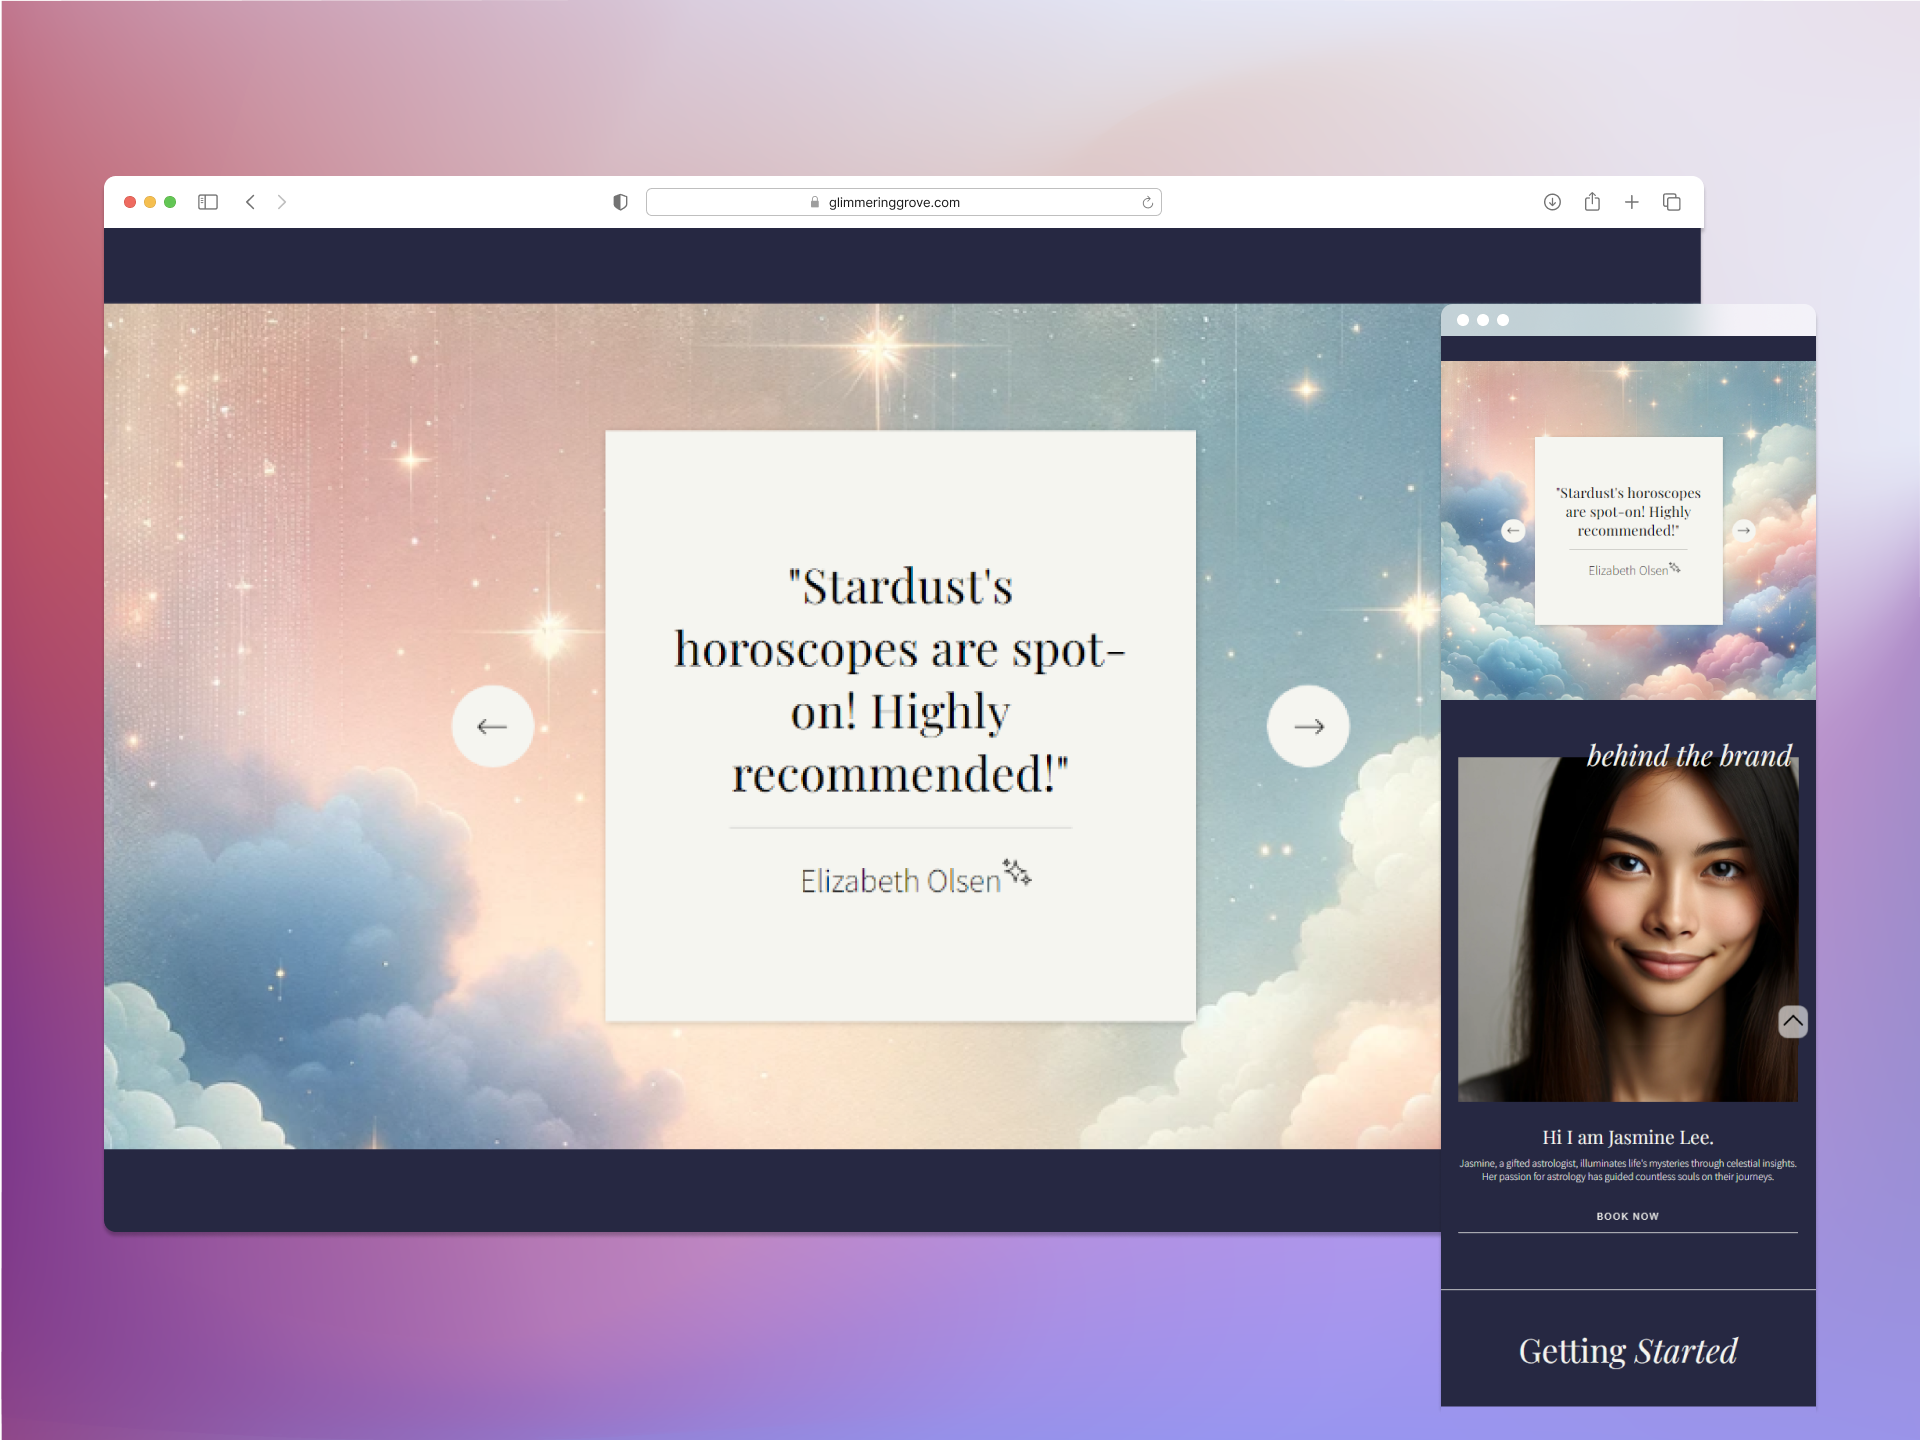 glimmeringgrove.com
"Stardust's
horoscopes are spot-
on! Highly
recommended!"
Elizabeth Olsen
"Stardust's horoscopes
are spot-on! Highly
recommended!"
Elizabeth Olsen
behind the brand
Hi I am Jasmine Lee.
Jasmine, a gifted astrologist, illuminates life's mysteries through celestial insights.
Her passion for astrology has guided countless souls on their journeys.
BOOK NOW
Getting Started